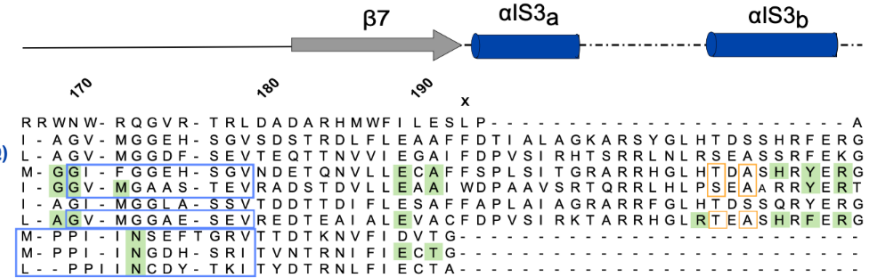 β7 αIS3a αIS3b
170 180 190
x
RRWNW-RQGVR-TRLDADARHMWFILESLP----------------------A
I-AGV-MGGEH-SGVSDSTRDLFLEAAFFDTIALAGKARSYGLHTDSSHRFERG
L-AGV-MGGDF-SEVTEQTTNVVIEGAIFDPVSIRHTSRRLNLRSEASSRFEKG
M-GGI-FGGEH-SGVNDETQNVLLECAFFSPLSITGRARRHGLHTDASHRYERG
I-GGV-MGAAS-TEVRADSTDVLLEAAIWDPAAVSRTQRRLHLPSEAARRYERT
I-AGI-MGGLA-SSVTDDTTDIFLESAFFAPLAIAGRARRFGLHTDSSQRYERG
L-AGV-MGGAE-SEVREDTEAIALEVACFDPVSIRKTARRHGLRTEASHRFERG
M-PPI-INSEFTGRVTTDTKNVFIDVTG--------------------------
M-PPI-INGDH-SRITVNTRNIFIECTG--------------------------
L--PPIINCDY-TKITYDTRNLFIECTA--------------------------